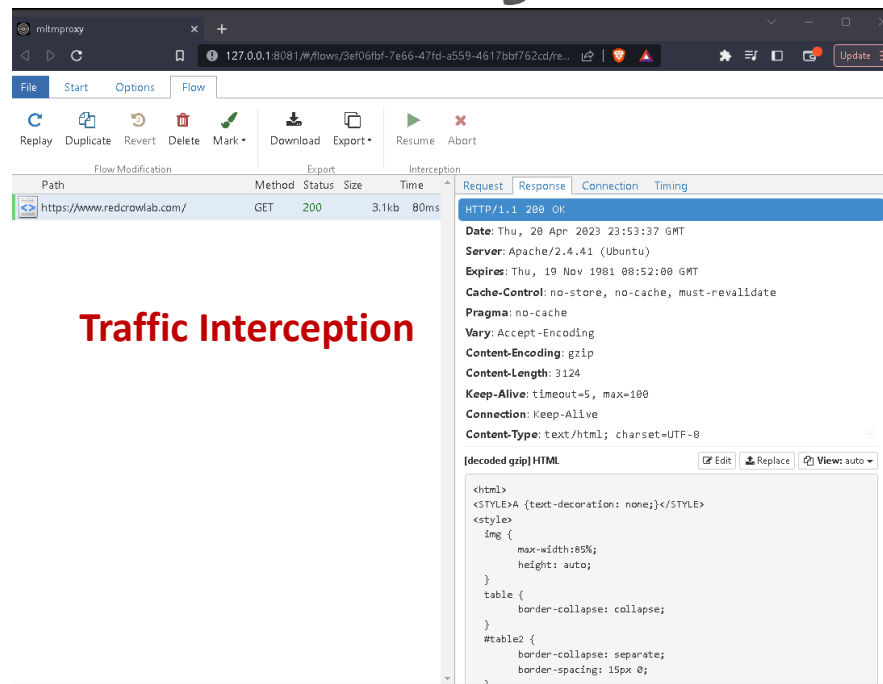 mitmproxy
127.0.0.1:8081/#/flows/3ef06fbf-7e66-47fd-a559-4617bbf762cd/re...
Update
File Start Options Flow
Replay Duplicate Revert Delete Mark Download Export Resume Abort
Flow Modification Export Interception
Path Method Status Size Time
https://www.redcrowlab.com/ GET 200 3.1kb 80ms
Traffic Interception
Request Response Connection Timing
HTTP/1.1 200 OK
Date: Thu, 20 Apr 2023 23:53:37 GMT
Server: Apache/2.4.41 (Ubuntu)
Expires: Thu, 19 Nov 1981 08:52:00 GMT
Cache-Control: no-store, no-cache, must-revalidate
Pragma: no-cache
Vary: Accept-Encoding
Content-Encoding: gzip
Content-Length: 3124
Keep-Alive: timeout=5, max=100
Connection: Keep-Alive
Content-Type: text/html; charset=UTF-8
[decoded gzip] HTML Edit Replace View: auto
<html>
<STYLE>A {text-decoration: none;}</STYLE>
<style>
img {
max-width:85%;
height: auto;
}
table {
border-collapse: collapse;
}
#table2 {
border-collapse: separate;
border-spacing: 15px 0;
}